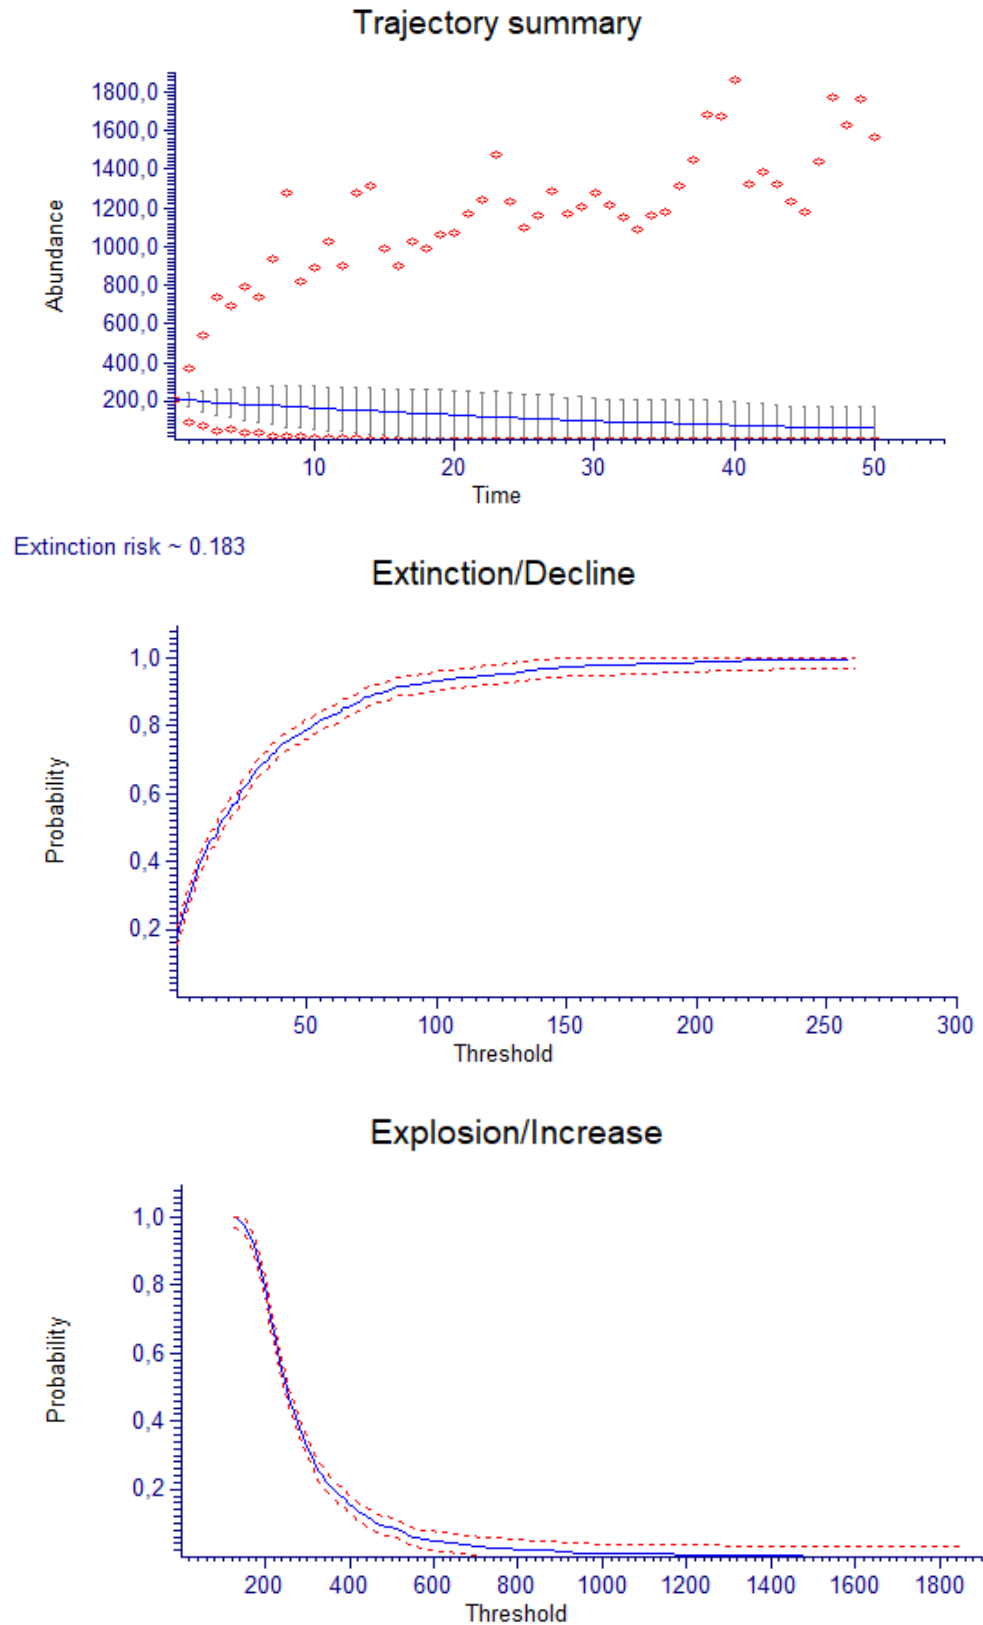 Trajectory summary
1800,0
1600,0
1400,0
1200,0
1000,0
800,0
600,0
400,0
200,0
Abundance
10 20 30 40 50
Time
Extinction risk ~ 0.183
Extinction/Decline
1,0
0,8
0,6
0,4
0,2
Probability
50 100 150 200 250 300
Threshold
Explosion/Increase
1,0
0,8
0,6
0,4
0,2
Probability
200 400 600 800 1000 1200 1400 1600 1800
Threshold